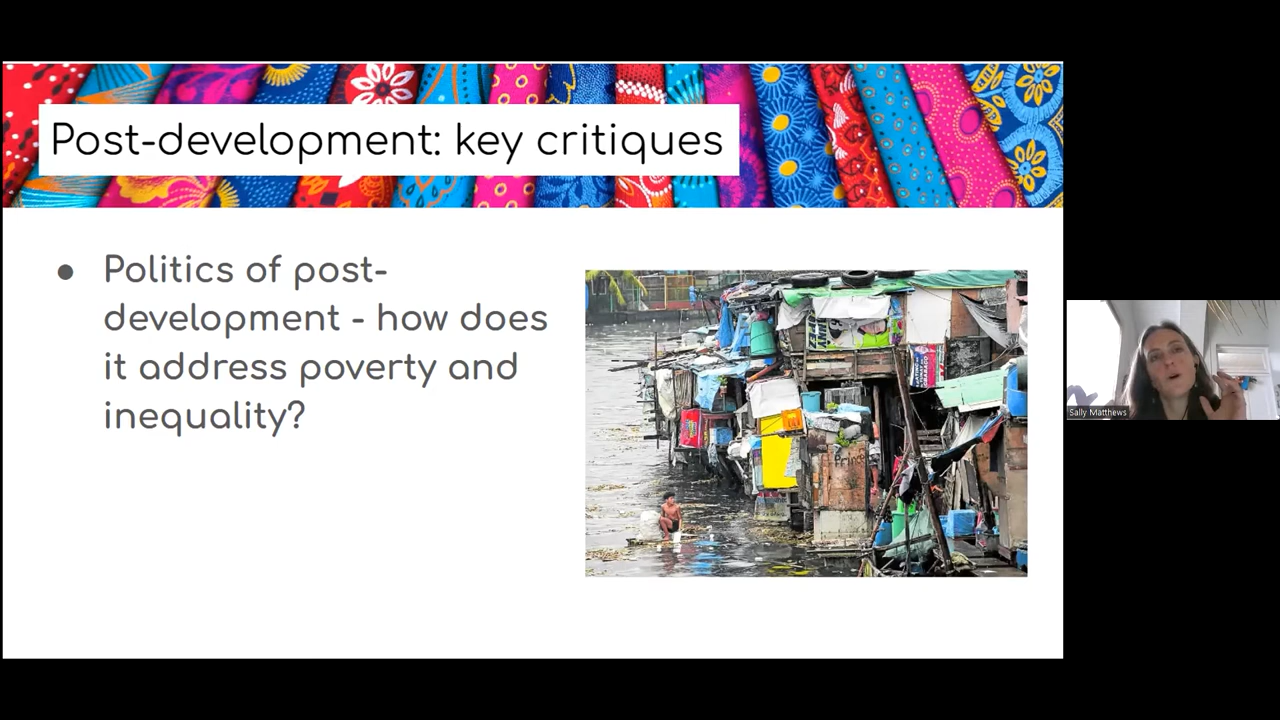 Post-development: key critiques
● Politics of post-
development - how does
it address poverty and
inequality?
Sally Matthews